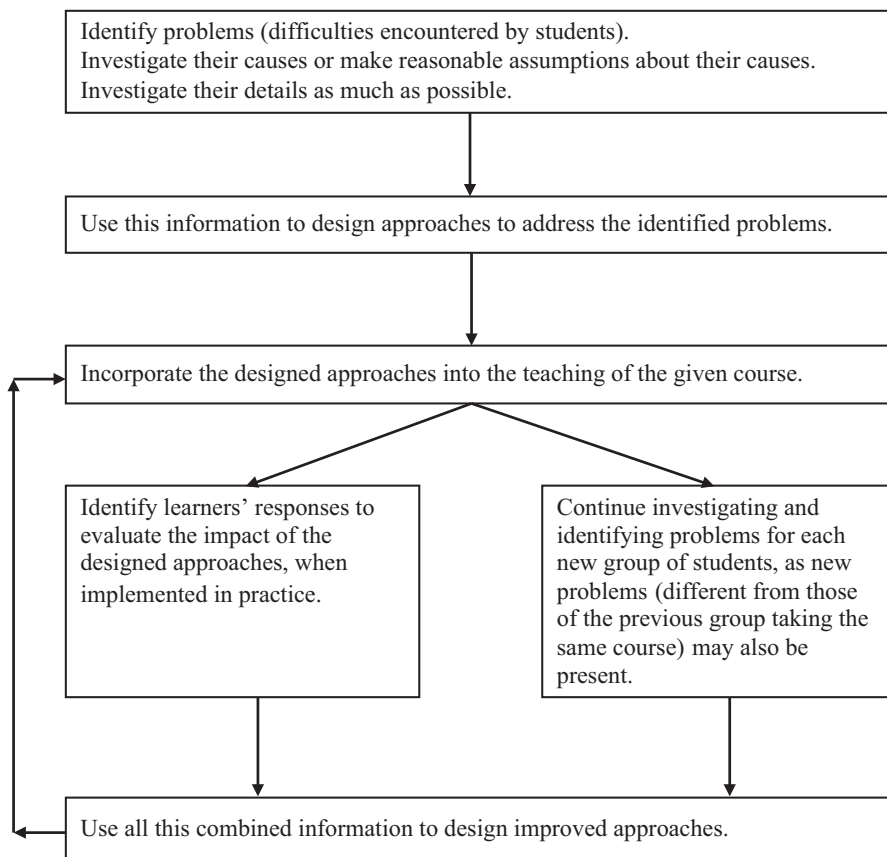 Identify problems (difficulties encountered by students).
Investigate their causes or make reasonable assumptions about their causes.
Investigate their details as much as possible.
Use this information to design approaches to address the identified problems.
Incorporate the designed approaches into the teaching of the given course.
Identify learners’ responses to
evaluate the impact of the
designed approaches, when
implemented in practice.
Continue investigating and
identifying problems for each
new group of students, as new
problems (different from those
of the previous group taking the
same course) may also be
present.
Use all this combined information to design improved approaches.